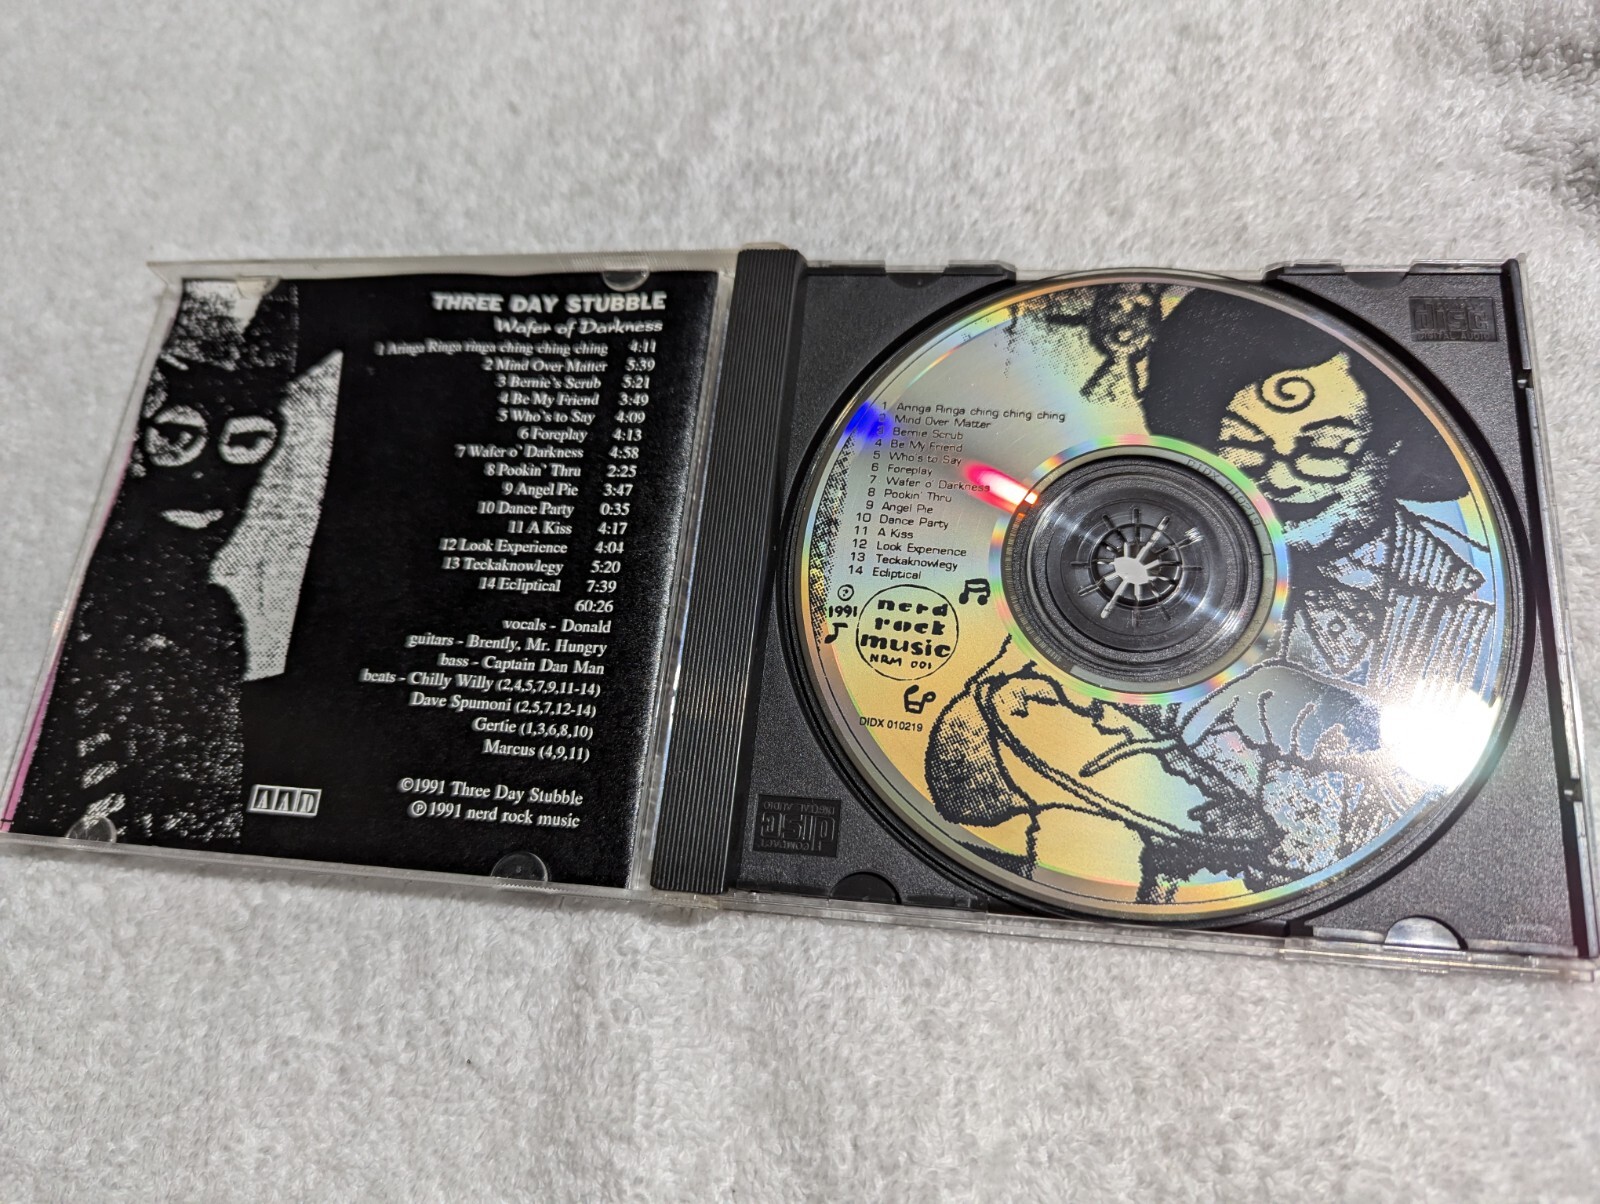 THREE DAY STUBBLE
Wafer of Darkness
1 Aringa Ringa ringa ching ching ching 4:11
2 Mind Over Matter 5:39
3 Bernie's Scrub 5:21
4 Be My Friend 3:49
5 Who's to Say 4:09
6 Foreplay 4:13
7 Wafer o' Darkness 4:58
8 Pookin' Thru 2:25
9 Angel Pie 3:47
10 Dance Party 0:35
11 A Kiss 4:17
12 Look Experience 4:04
13 Teckaknowlegy 5:20
14 Ecliptical 7:39
60:26
vocals - Donald
guitars - Brently, Mr. Hungry
bass - Captain Dan Man
beats - Chilly Willy (2,4,5,7,9,11-14)
Dave Spumoni (2,5,7,12-14)
Gertie (1,3,6,8,10)
Marcus (4,9,11)
AAD
©1991 Three Day Stubble
℗1991 nerd rock music
1 Aringa Ringa ching ching ching
2 Mind Over Matter
3 Bernie Scrub
4 Be My Friend
5 Who's to Say
6 Foreplay
7 Wafer o' Darkness
8 Pookin' Thru
9 Angel Pie
10 Dance Party
11 A Kiss
12 Look Experience
13 Teckaknowlegy
14 Ecliptical
℗
1991
nerd
rock
music
NRM 001
DIDX 010219
disc
DIGITAL AUDIO
COMPACT
disc
DIGITAL AUDIO